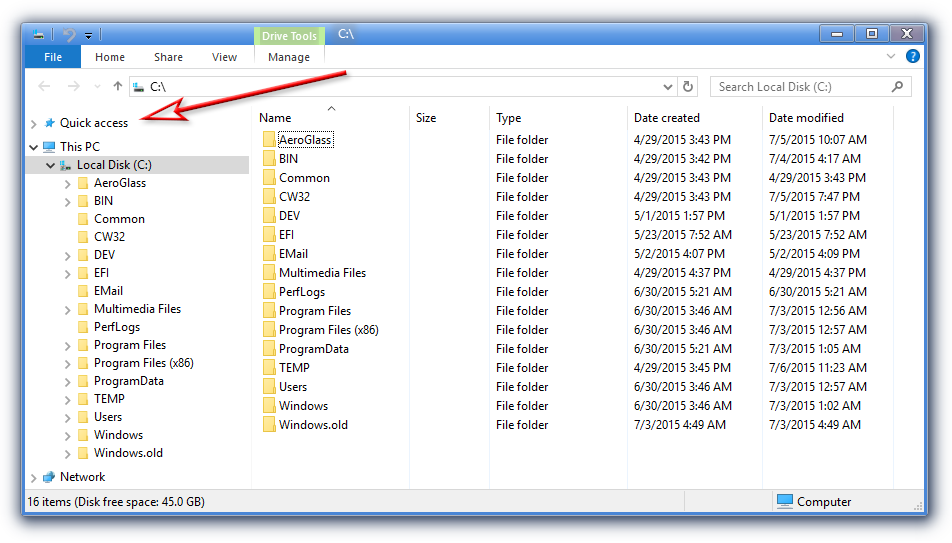 Drive Tools C:\
File Home Share View Manage
C:\ Search Local Disk (C:)
Quick access
This PC
Local Disk (C:)
AeroGlass
BIN
Common
CW32
DEV
EFI
EMail
Multimedia Files
PerfLogs
Program Files
Program Files (x86)
ProgramData
TEMP
Users
Windows
Windows.old
Network
Name Size Type Date created Date modified
AeroGlass File folder 4/29/2015 3:43 PM 7/5/2015 10:07 AM
BIN File folder 4/29/2015 3:42 PM 7/4/2015 4:17 AM
Common File folder 4/29/2015 3:43 PM 4/29/2015 3:43 PM
CW32 File folder 4/29/2015 3:43 PM 7/5/2015 7:47 PM
DEV File folder 5/1/2015 1:57 PM 5/1/2015 1:57 PM
EFI File folder 5/23/2015 7:52 AM 5/23/2015 7:52 AM
EMail File folder 5/2/2015 4:07 PM 5/2/2015 4:09 PM
Multimedia Files File folder 4/29/2015 4:37 PM 4/29/2015 4:37 PM
PerfLogs File folder 6/30/2015 5:21 AM 6/30/2015 5:21 AM
Program Files File folder 6/30/2015 3:46 AM 7/3/2015 12:56 AM
Program Files (x86) File folder 6/30/2015 3:46 AM 7/3/2015 12:57 AM
ProgramData File folder 6/30/2015 5:21 AM 7/3/2015 1:05 AM
TEMP File folder 4/29/2015 3:45 PM 7/6/2015 11:23 AM
Users File folder 6/30/2015 3:46 AM 7/3/2015 12:57 AM
Windows File folder 6/30/2015 3:46 AM 7/3/2015 1:02 AM
Windows.old File folder 7/3/2015 4:49 AM 7/3/2015 4:49 AM
16 items (Disk free space: 45.0 GB) Computer